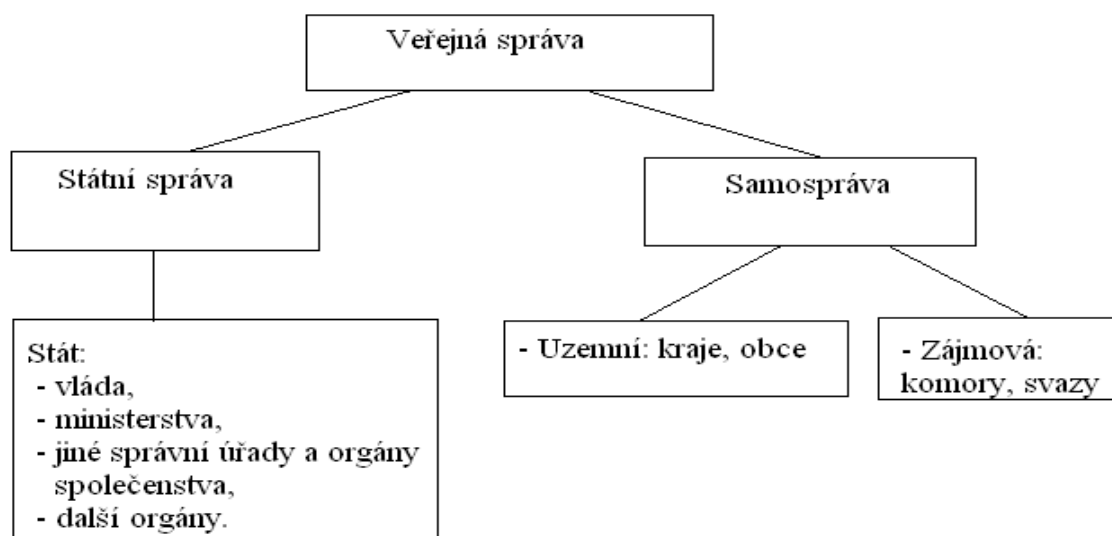 Veřejná správa
Státní správa
Samospráva
Stát:
- vláda,
- ministerstva,
- jiné správní úřady a orgány
společenstva,
- další orgány.
- Uzemní: kraje, obce
- Zájmová:
komory, svazy